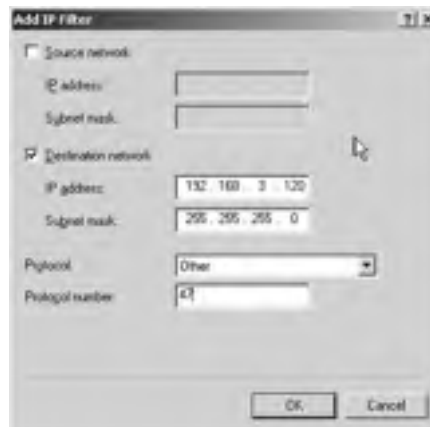 Add IP Filter
Source network
IP address:
Subnet mask:
Destination network
IP address: 192 . 168 . 3 . 120
Subnet mask: 255 . 255 . 255 . 0
Protocol: Other
Protocol number: 47
OK
Cancel